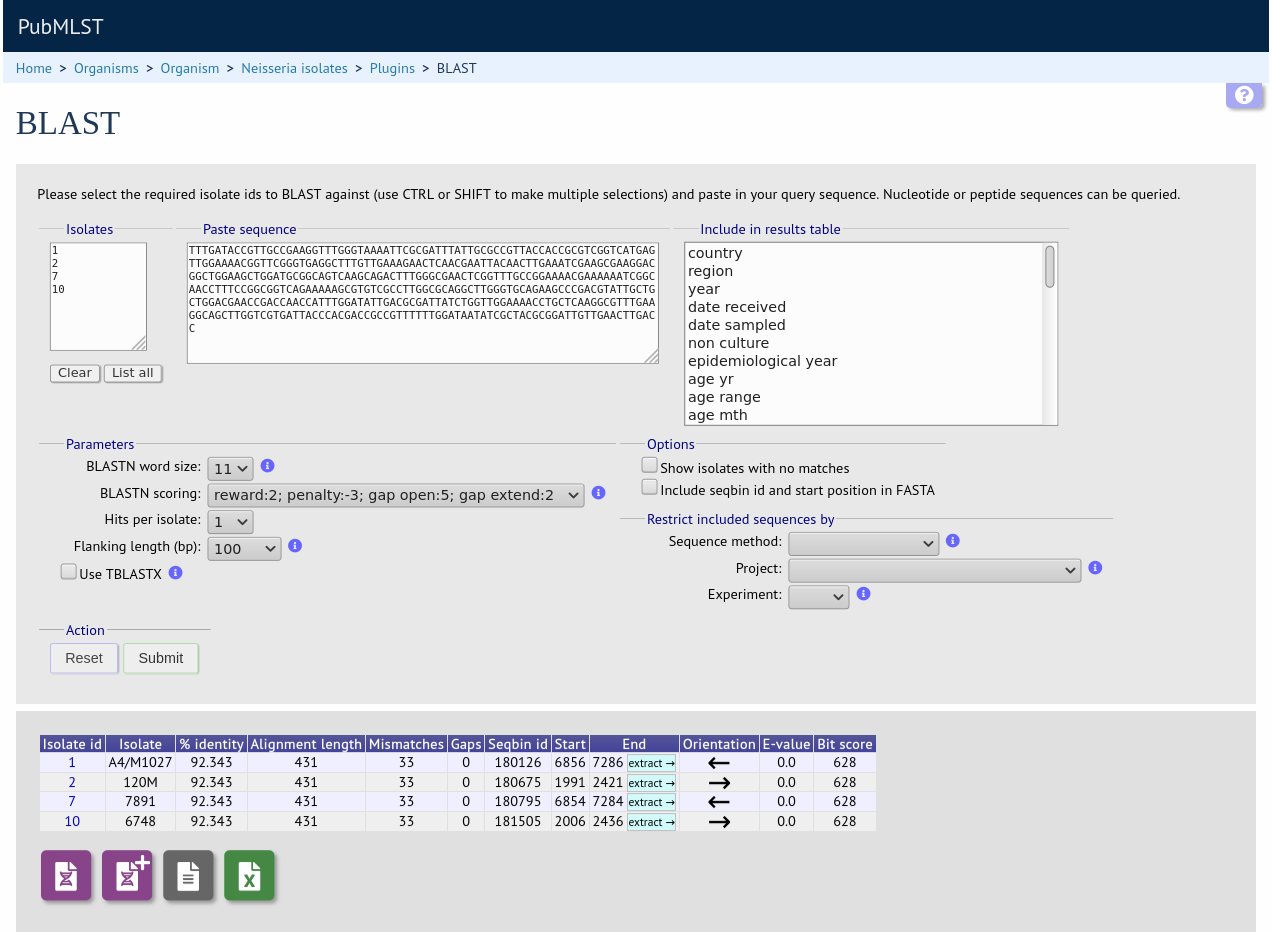 PubMLST
Home > Organisms > Organism > Neisseria isolates > Plugins > BLAST
?
BLAST
Please select the required isolate ids to BLAST against (use CTRL or SHIFT to make multiple selections) and paste in your query sequence. Nucleotide or peptide sequences can be queried.
Isolates
1
2
7
10
Clear List all
Paste sequence
TTTGATACCGTTGCCGAAGGTTTGGGTAAAATTCGCGATTTATTGCGCCGTTACCACCGCGTCGGTCATGAG
TTGGAAAACGGTTCGGGTGAGGCTTTGTTGAAAGAACTCAACGAATTACAACTTGAAATCGAAGCGAAGGAC
GGCTGGAAGCTGGATGCGGCAGTCAAGCAGACTTTGGGCGAACTCGGTTTGCCGGAAAACGAAAAAATCGGC
AACCTTTCCGGCGGTCAGAAAAAGCGTGTCGCCTTGGCGCAGGCTTGGGTGCAGAAGCCCGACGTATTGCTG
CTGGACGAACCGACCAACCATTTGGATATTGACGCGATTATCTGGTTGGAAAACCTGCTCAAGGCGTTTGAA
GGCAGCTTGGTCGTGATTACCCACGACCGCCGTTTTTTGGATAATATCGCTACGCGGATTGTTGAACTTGAC
C
Include in results table
country
region
year
date received
date sampled
non culture
epidemiological year
age yr
age range
age mth
Parameters
BLASTN word size: 11
BLASTN scoring: reward:2; penalty:-3; gap open:5; gap extend:2
Hits per isolate: 1
Flanking length (bp): 100
Use TBLASTX
Options
Show isolates with no matches
Include seqbin id and start position in FASTA
Restrict included sequences by
Sequence method:
Project:
Experiment:
Action
Reset Submit
Isolate id Isolate % identity Alignment length Mismatches Gaps Seqbin id Start End Orientation E-value Bit score
1 A4/M1027 92.343 431 33 0 180126 6856 7286 extract → ← 0.0 628
2 120M 92.343 431 33 0 180675 1991 2421 extract → → 0.0 628
7 7891 92.343 431 33 0 180795 6854 7284 extract → ← 0.0 628
10 6748 92.343 431 33 0 181505 2006 2436 extract → → 0.0 628